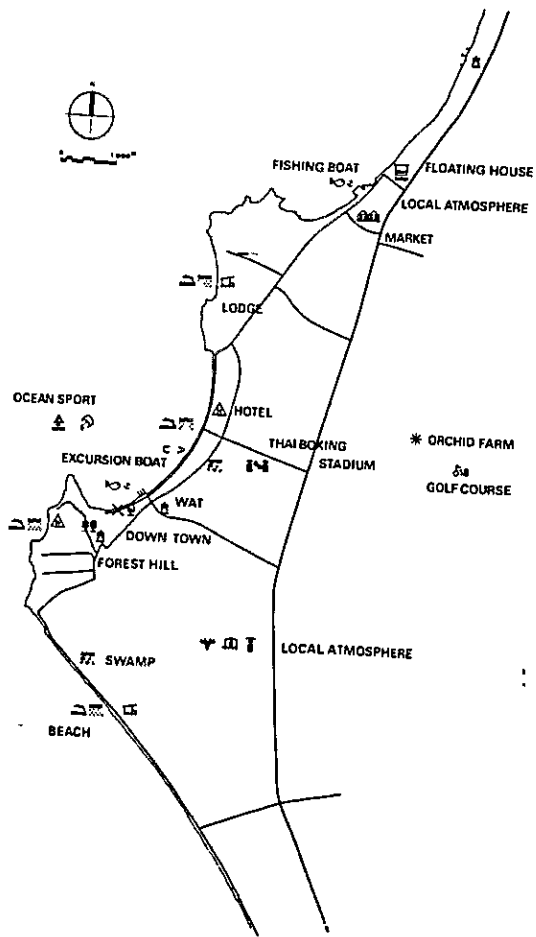 N
FISHING BOAT
FLOATING HOUSE
LOCAL ATMOSPHERE
MARKET
LODGE
OCEAN SPORT
HOTEL
THAI BOXING
STADIUM
ORCHID FARM
EXCURSION BOAT
GOLF COURSE
WAT
DOWN TOWN
FOREST HILL
LOCAL ATMOSPHERE
SWAMP
BEACH